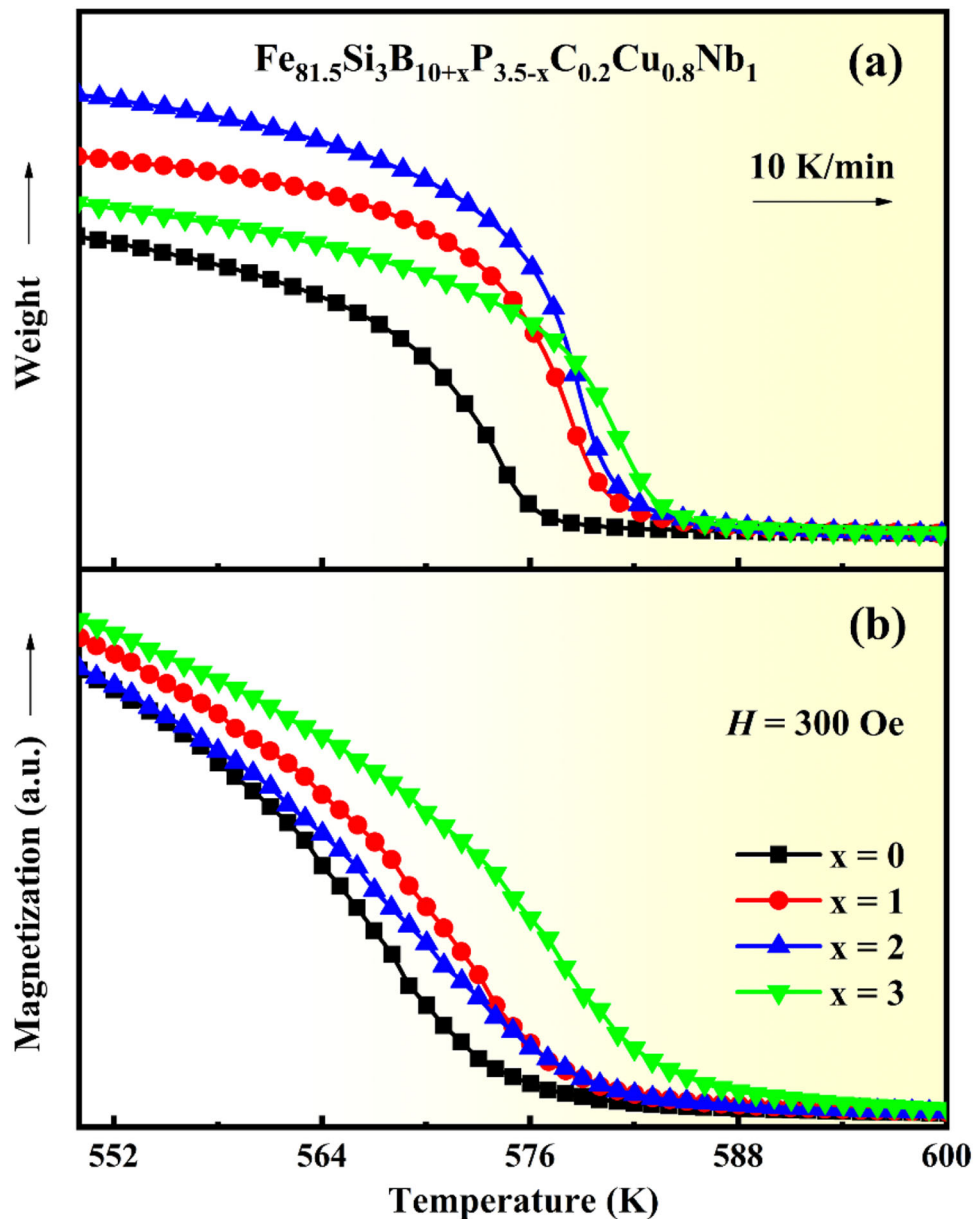 Fe₈₁.₅Si₃B₁₀₊ₓP₃.₅₋ₓC₀.₂Cu₀.₈Nb₁
(a)
10 K/min
Weight
(b)
H = 300 Oe
x = 0
x = 1
x = 2
x = 3
Magnetization (a.u.)
552 564 576 588 600
Temperature (K)